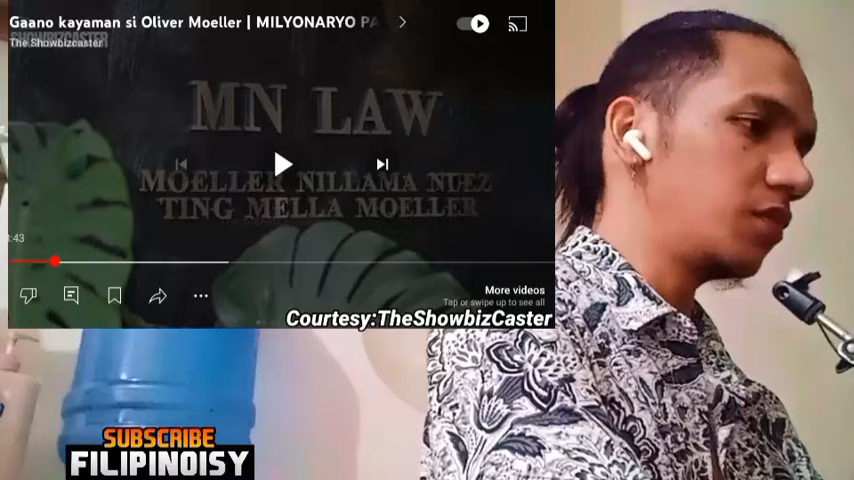 Gaano kayaman si Oliver Moeller | MILYONARYO PA
The Showbizcaster
SHOWBIZCASTER
MN LAW
MOELLER NILLAMA NUEZ
TING MELLA MOELLER
:43
More videos
Tap or swipe up to see all
Courtesy:TheShowbizCaster
SUBSCRIBE
FILIPINOISY